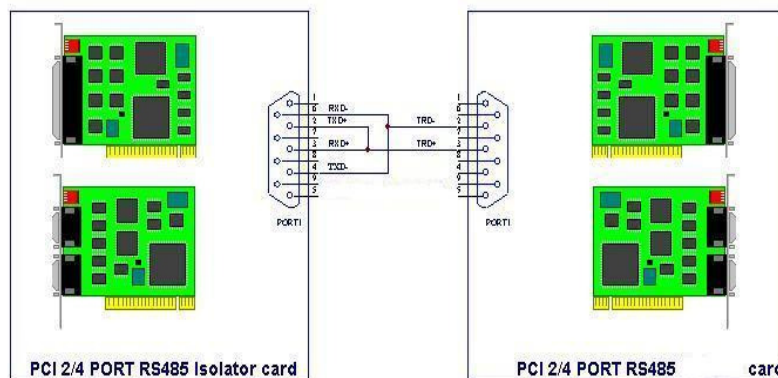 1
6
RXD-
2
TXD+
7
3
RXD+
8
4
TXD-
9
5
PORT1
1
6
TRD-
2
7
TRD+
3
8
4
9
5
PORT1
PCI 2/4 PORT RS485 Isolator card
PCI 2/4 PORT RS485 card